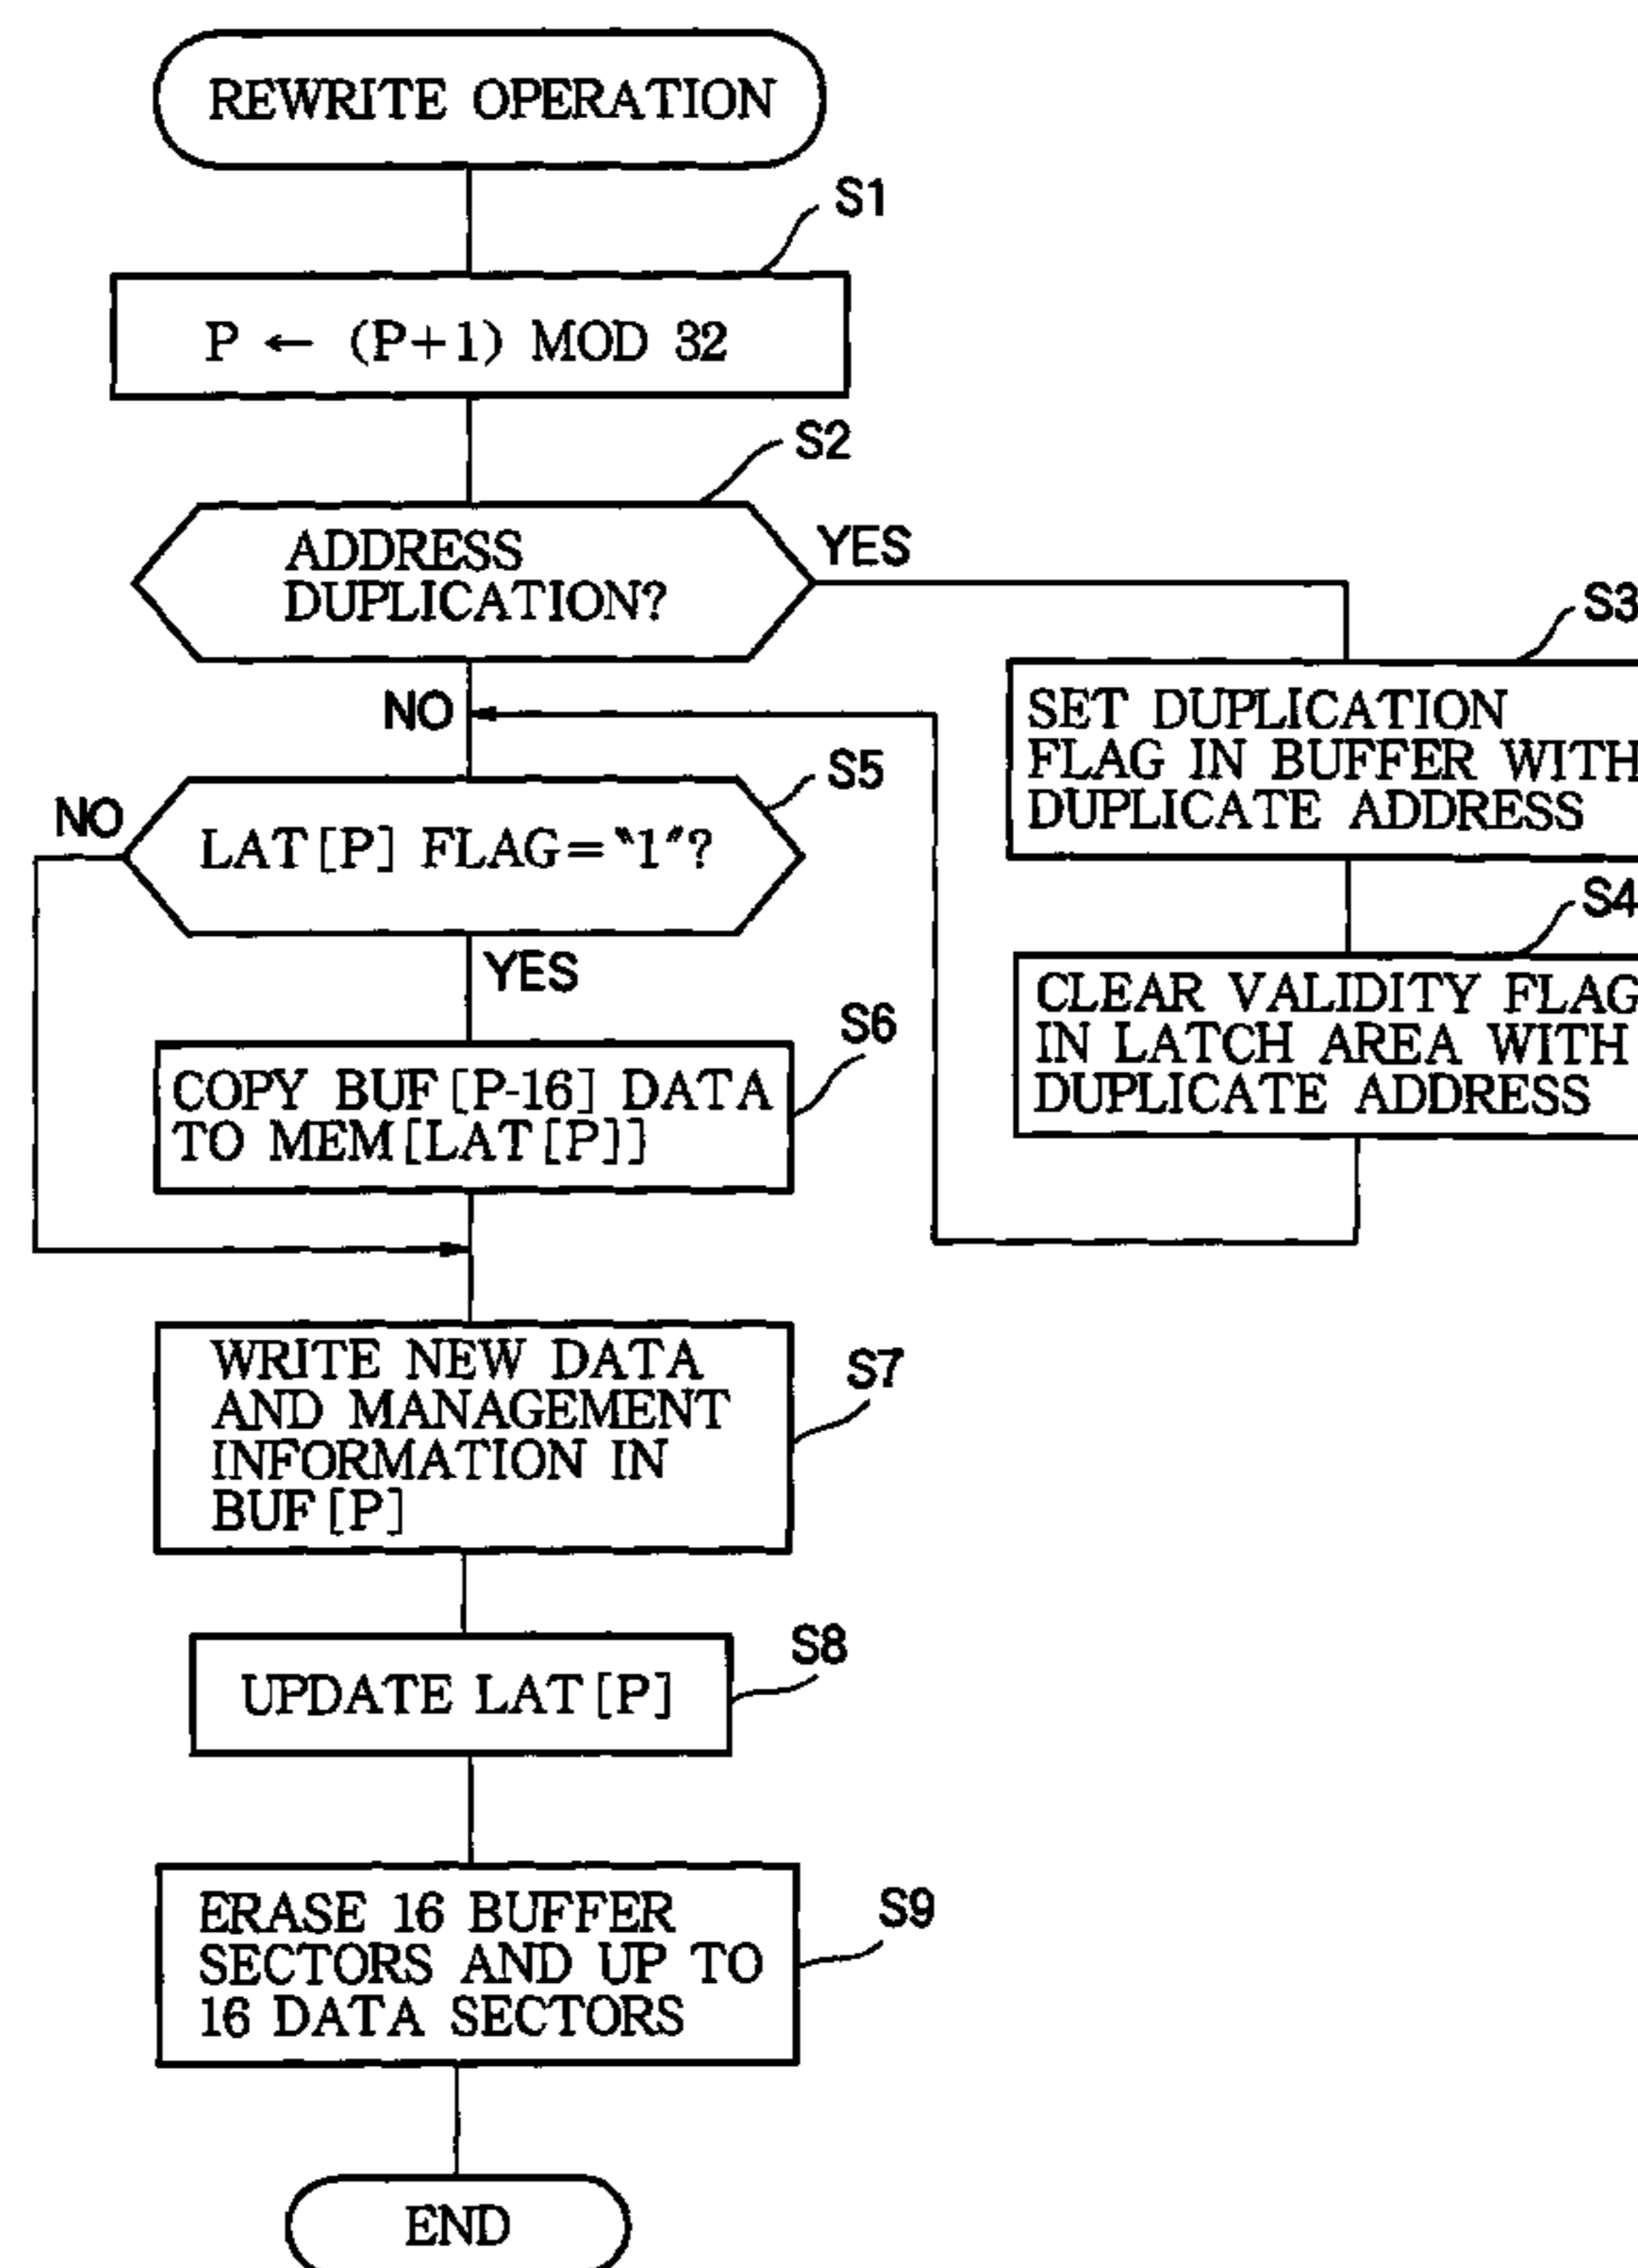 REWRITE OPERATION
S1
P ← (P+1) MOD 32
S2
ADDRESS
DUPLICATION?
YES
NO
S3
SET DUPLICATION
FLAG IN BUFFER WITH
DUPLICATE ADDRESS
S4
CLEAR VALIDITY FLAG
IN LATCH AREA WITH
DUPLICATE ADDRESS
S5
LAT[P] FLAG=“1”?
NO
YES
S6
COPY BUF[P-16] DATA
TO MEM[LAT[P]]
S7
WRITE NEW DATA
AND MANAGEMENT
INFORMATION IN
BUF[P]
S8
UPDATE LAT[P]
S9
ERASE 16 BUFFER
SECTORS AND UP TO
16 DATA SECTORS
END